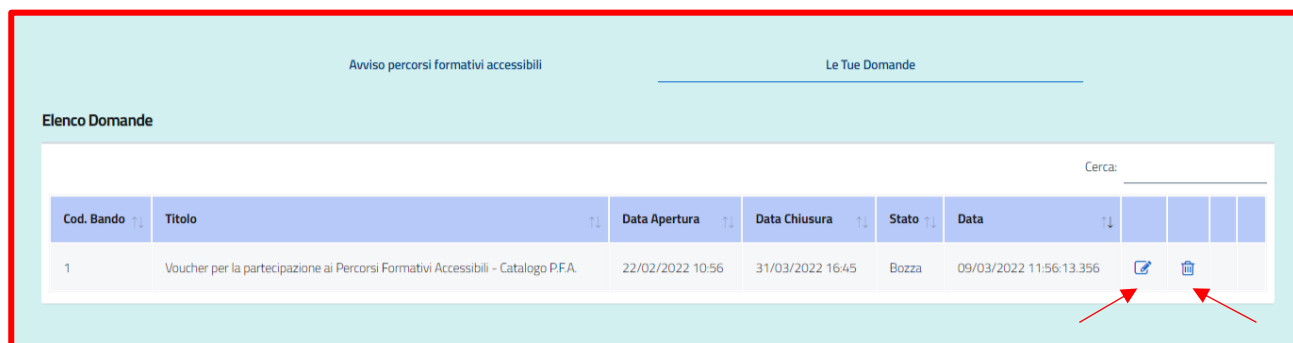 Avviso percorsi formativi accessibili Le Tue Domande
Elenco Domande
Cerca:
Cod. Bando Titolo Data Apertura Data Chiusura Stato Data
1 Voucher per la partecipazione ai Percorsi Formativi Accessibili - Catalogo P.F.A. 22/02/2022 10:56 31/03/2022 16:45 Bozza 09/03/2022 11:56:13.356